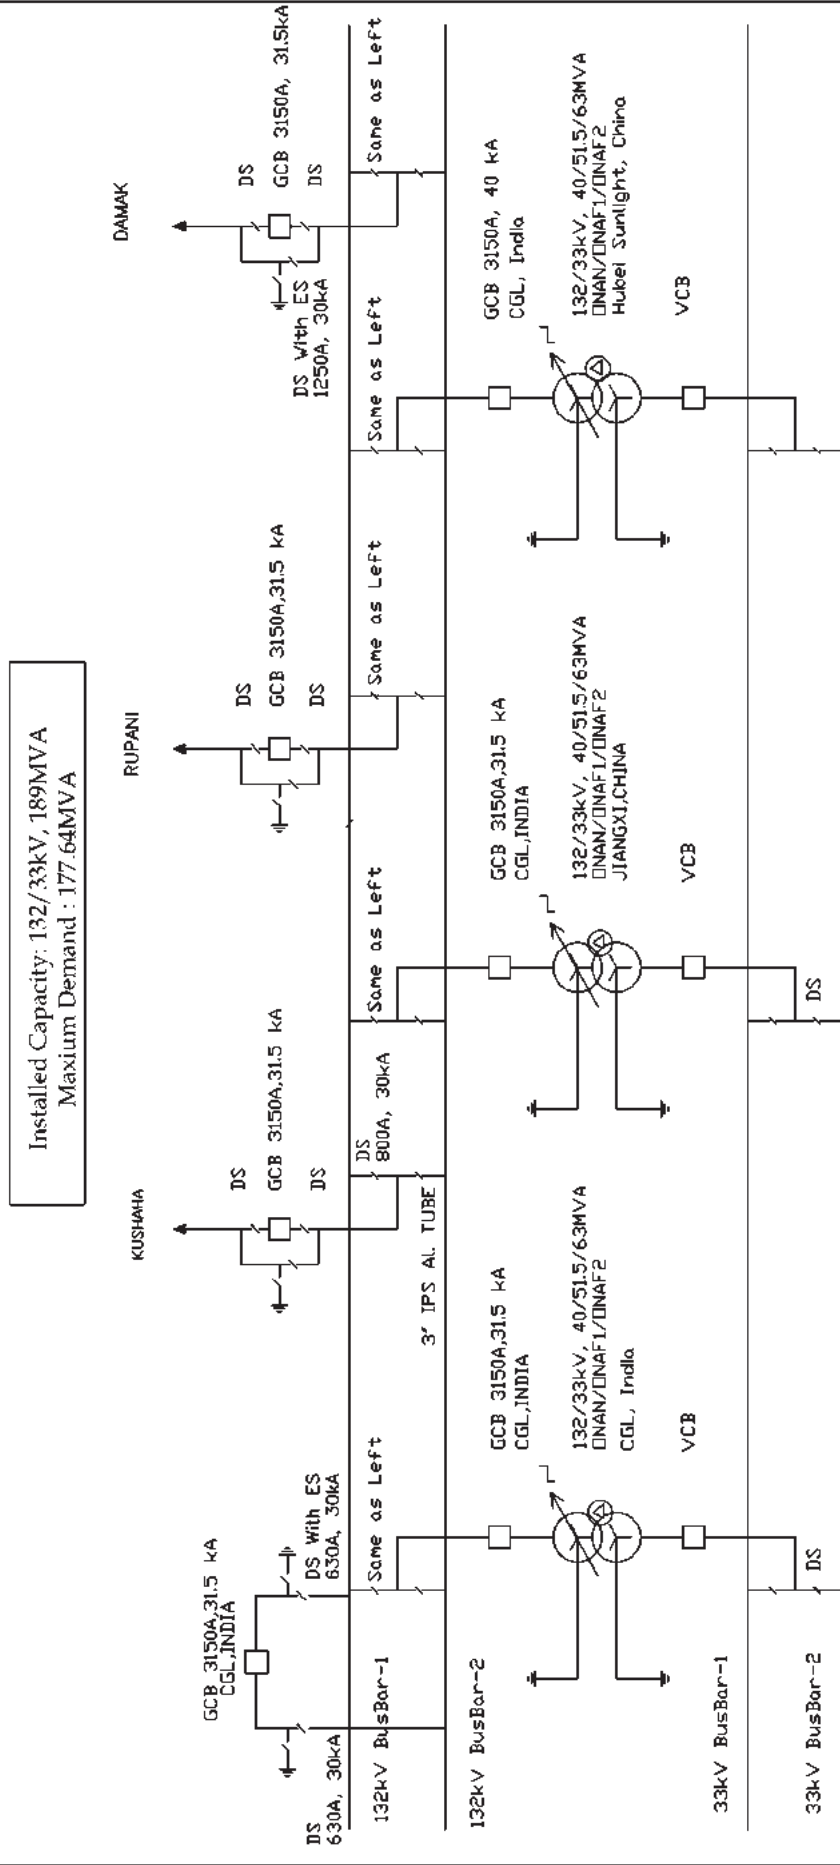 Installed Capacity: 132/33kV, 189MVA
Maxium Demand : 177.64MVA
KUSHAHA
RUPANI
DAMAK
GCB 3150A,31.5 kA
CGL,INDIA
DS
630A, 30kA
DS With ES
630A, 30kA
DS
GCB 3150A,31.5 kA
DS
DS
GCB 3150A,31.5 kA
DS
DS
GCB 3150A, 31.5kA
DS
DS With ES
1250A, 30kA
132kV BusBar-1
Same as Left
DS
800A, 30kA
Same as Left
Same as Left
Same as Left
Same as Left
3" IPS AL TUBE
132kV BusBar-2
GCB 3150A,31.5 kA
CGL,INDIA
GCB 3150A,31.5 kA
CGL,INDIA
GCB 3150A, 40 kA
CGL, India
132/33kV, 40/51.5/63MVA
ONAN/ONAF1/ONAF2
CGL, India
132/33kV, 40/51.5/63MVA
ONAN/ONAF1/ONAF2
JIANGXI,CHINA
132/33kV, 40/51.5/63MVA
ONAN/ONAF1/ONAF2
Hubei Sunlight, China
VCB
VCB
VCB
33kV BusBar-1
DS
DS
33kV BusBar-2